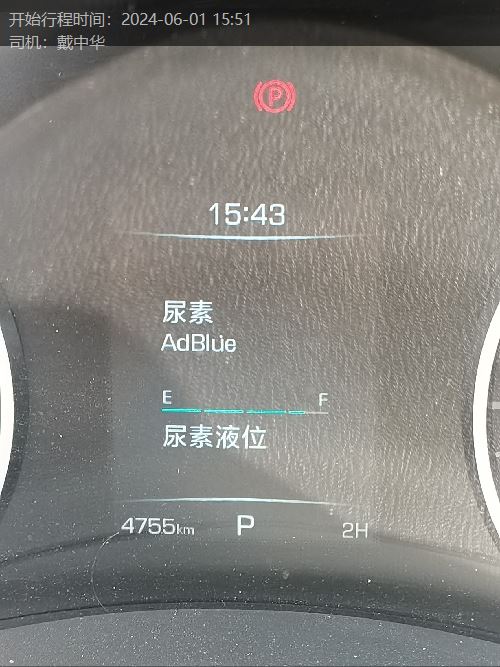 开始行程时间：2024-06-01 15:51
司机：戴中华
P
15:43
尿素
AdBlue
E F
尿素液位
4755km P 2H